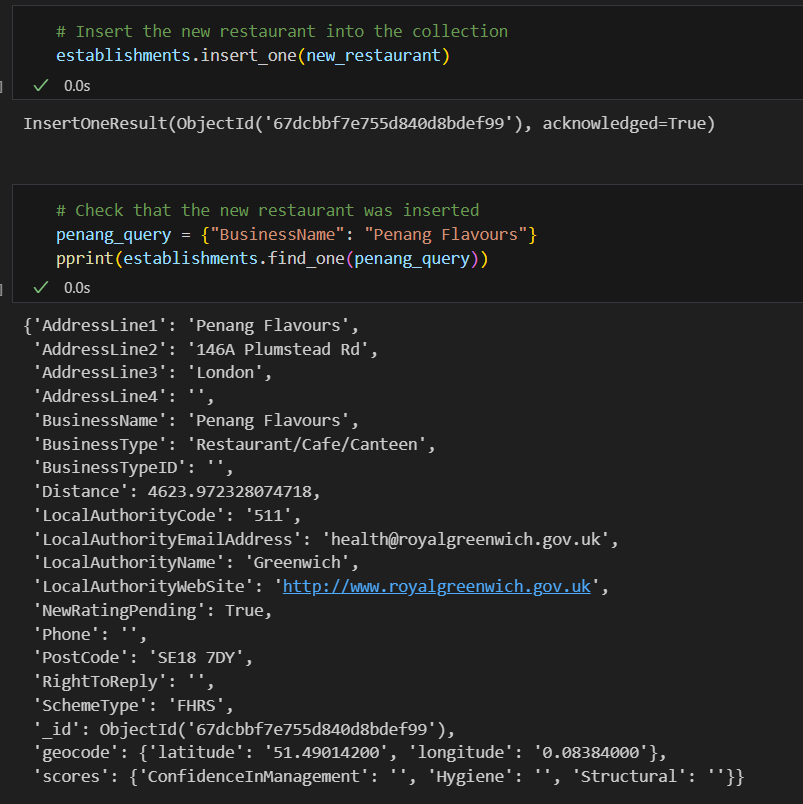 # Insert the new restaurant into the collection
establishments.insert_one(new_restaurant)
0.0s
InsertOneResult(ObjectId('67dcbbf7e755d840d8bdef99'), acknowledged=True)
# Check that the new restaurant was inserted
penang_query = {"BusinessName": "Penang Flavours"}
pprint(establishments.find_one(penang_query))
0.0s
{'AddressLine1': 'Penang Flavours',
 'AddressLine2': '146A Plumstead Rd',
 'AddressLine3': 'London',
 'AddressLine4': '',
 'BusinessName': 'Penang Flavours',
 'BusinessType': 'Restaurant/Cafe/Canteen',
 'BusinessTypeID': '',
 'Distance': 4623.972328074718,
 'LocalAuthorityCode': '511',
 'LocalAuthorityEmailAddress': 'health@royalgreenwich.gov.uk',
 'LocalAuthorityName': 'Greenwich',
 'LocalAuthorityWebSite': 'http://www.royalgreenwich.gov.uk',
 'NewRatingPending': True,
 'Phone': '',
 'PostCode': 'SE18 7DY',
 'RightToReply': '',
 'SchemeType': 'FHRS',
 '_id': ObjectId('67dcbbf7e755d840d8bdef99'),
 'geocode': {'latitude': '51.49014200', 'longitude': '0.08384000'},
 'scores': {'ConfidenceInManagement': '', 'Hygiene': '', 'Structural': ''}}